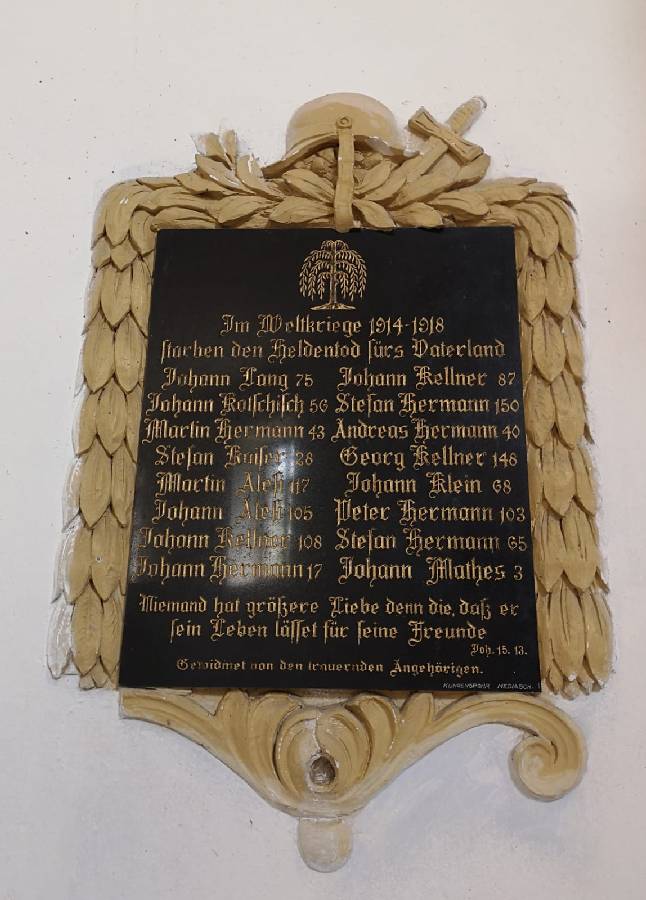 Im Weltkriege 1914-1918
starben den Heldentod fürs Vaterland
Johann Lang 75 Johann Kellner 87
Johann Kotschisch 56 Stefan Hermann 150
Martin Hermann 43 Andreas Hermann 40
Stefan Kaiser 28 Georg Kellner 148
Martin Alesi 117 Johann Klein 68
Johann Alesi 105 Peter Hermann 103
Johann Kellner 108 Stefan Hermann 65
Johann Hermann 17 Johann Mathes 3
Niemand hat größere Liebe denn die, daß er
sein Leben lässet für seine Freunde
Joh. 15. 13.
Gewidmet von den trauernden Angehörigen.
MEDIASCH